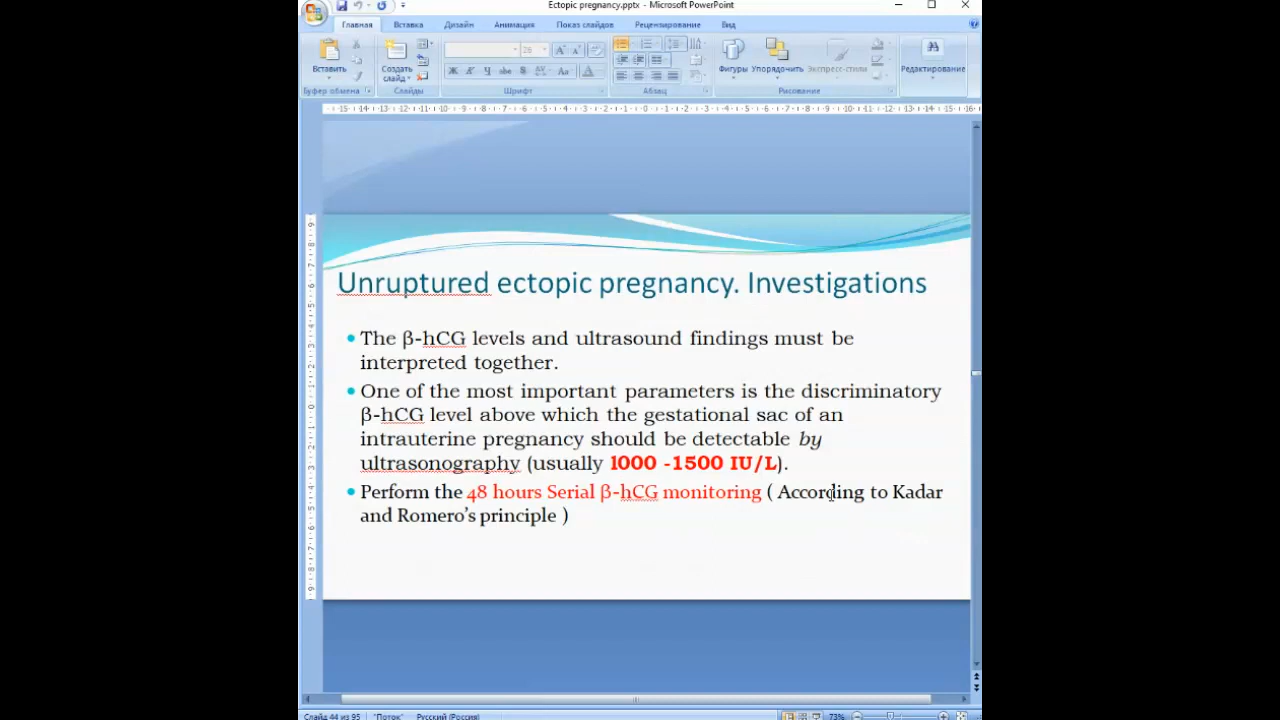 Ectopic pregnancy.pptx - Microsoft PowerPoint
Главная Вставка Дизайн Анимация Показ слайдов Рецензирование Вид
Вставить Создать слайд Фигуры Упорядочить Экспресс-стили Редактирование
Буфер обмена Слайды Шрифт Абзац Рисование
Unruptured ectopic pregnancy. Investigations
• The β-hCG levels and ultrasound findings must be
interpreted together.
• One of the most important parameters is the discriminatory
β-hCG level above which the gestational sac of an
intrauterine pregnancy should be detectable by
ultrasonography (usually 1000 -1500 IU/L).
• Perform the 48 hours Serial β-hCG monitoring ( According to Kadar
and Romero's principle )
Слайд 44 из 95 "Поток" Русский (Россия) 73%